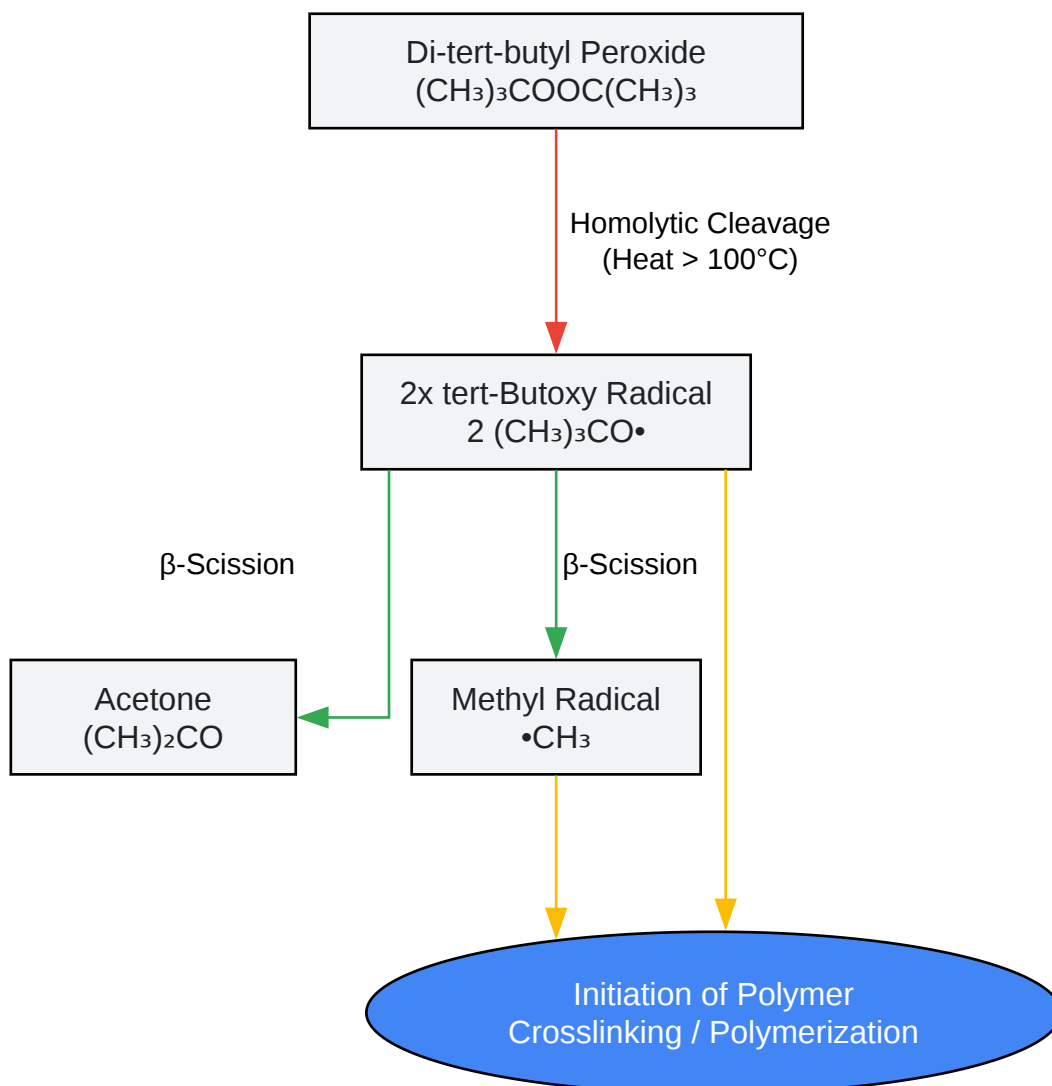 Di-tert-butyl Peroxide
(CH₃)₃COOC(CH₃)₃
Homolytic Cleavage
(Heat > 100°C)
2x tert-Butoxy Radical
2 (CH₃)₃CO•
β-Scission
β-Scission
Acetone
(CH₃)₂CO
Methyl Radical
•CH₃
Initiation of Polymer
Crosslinking / Polymerization